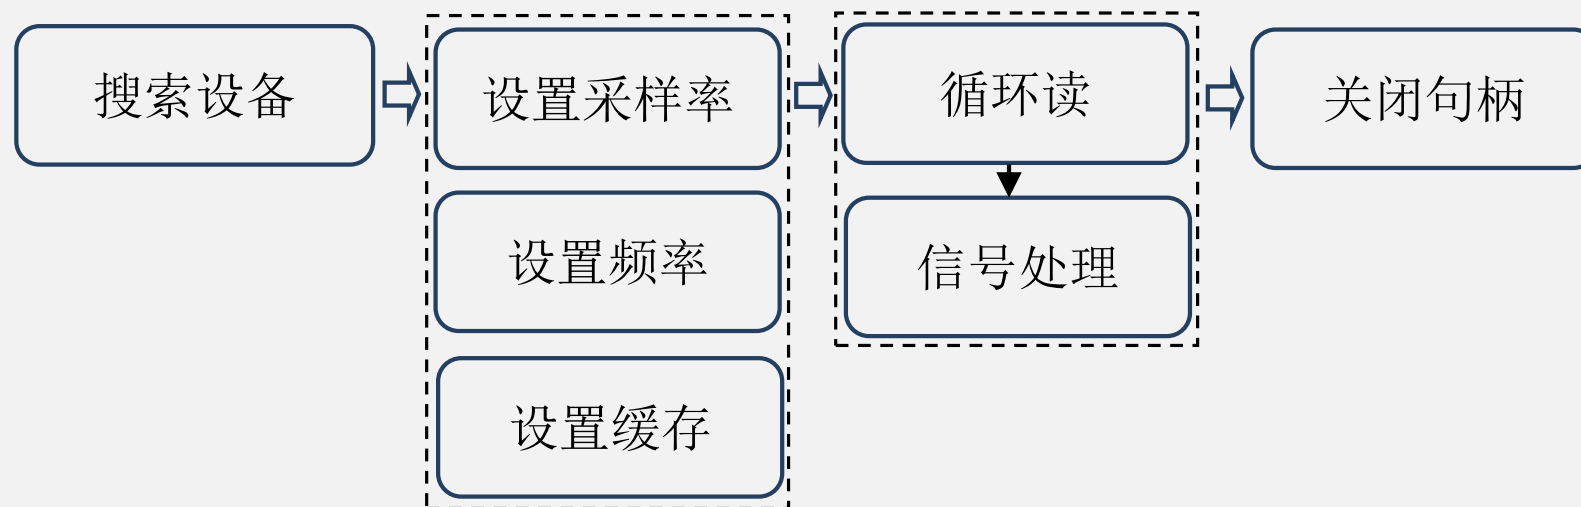 搜索设备
设置采样率
设置频率
设置缓存
循环读
信号处理
关闭句柄